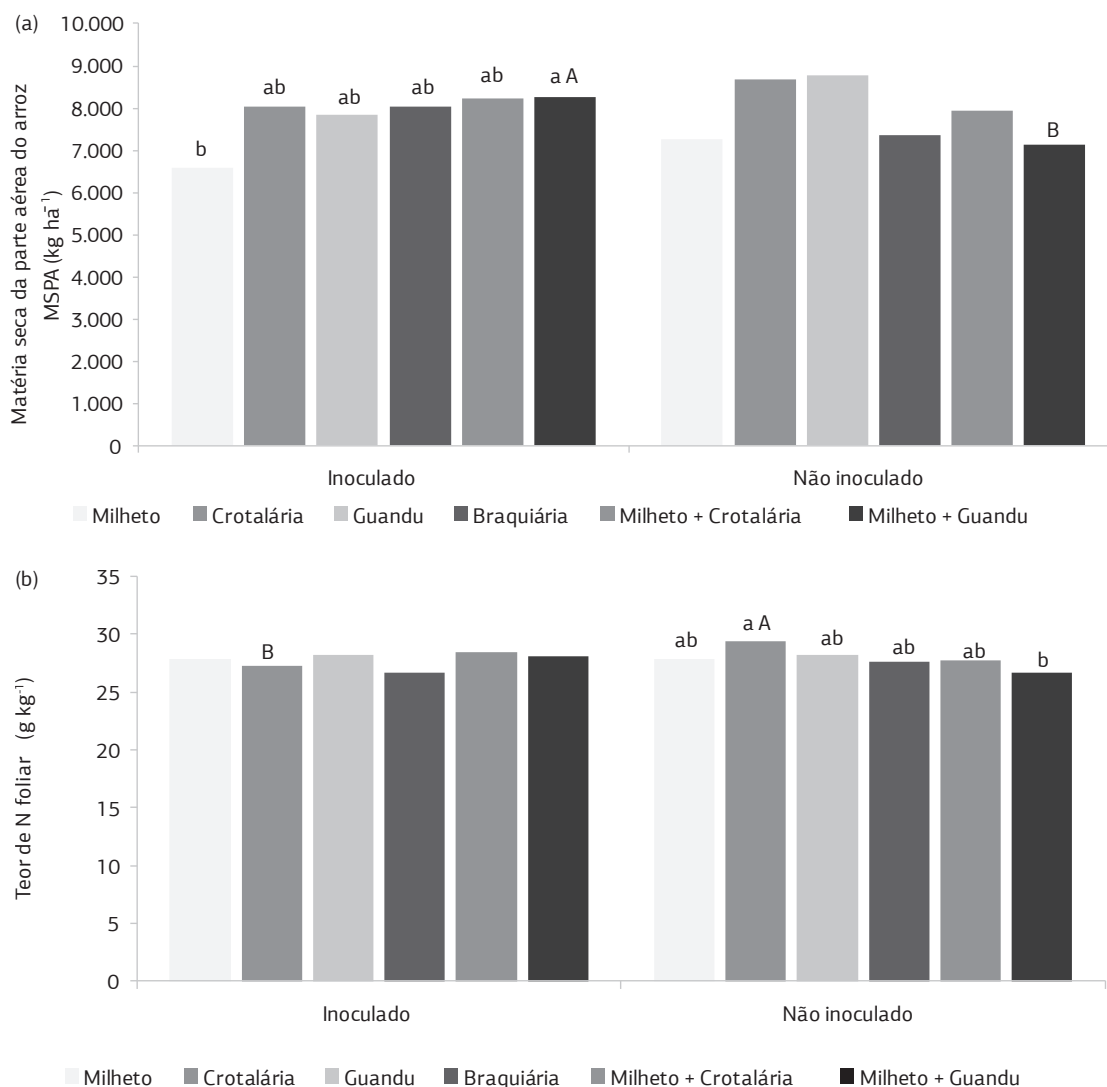 (a)
Matéria seca da parte aérea do arroz
MSPA (kg ha⁻¹)
10.000
9.000
8.000
7.000
6.000
5.000
4.000
3.000
2.000
1.000
0
b
ab
ab
ab
ab
a A
B
Inoculado
Não inoculado
Milheto Crotalária Guandu Braquiária Milheto + Crotalária Milheto + Guandu
(b)
Teor de N foliar (g kg⁻¹)
35
30
25
20
15
10
5
0
B
ab
a A
ab
ab
ab
b
Inoculado
Não inoculado
Milheto Crotalária Guandu Braquiária Milheto + Crotalária Milheto + Guandu